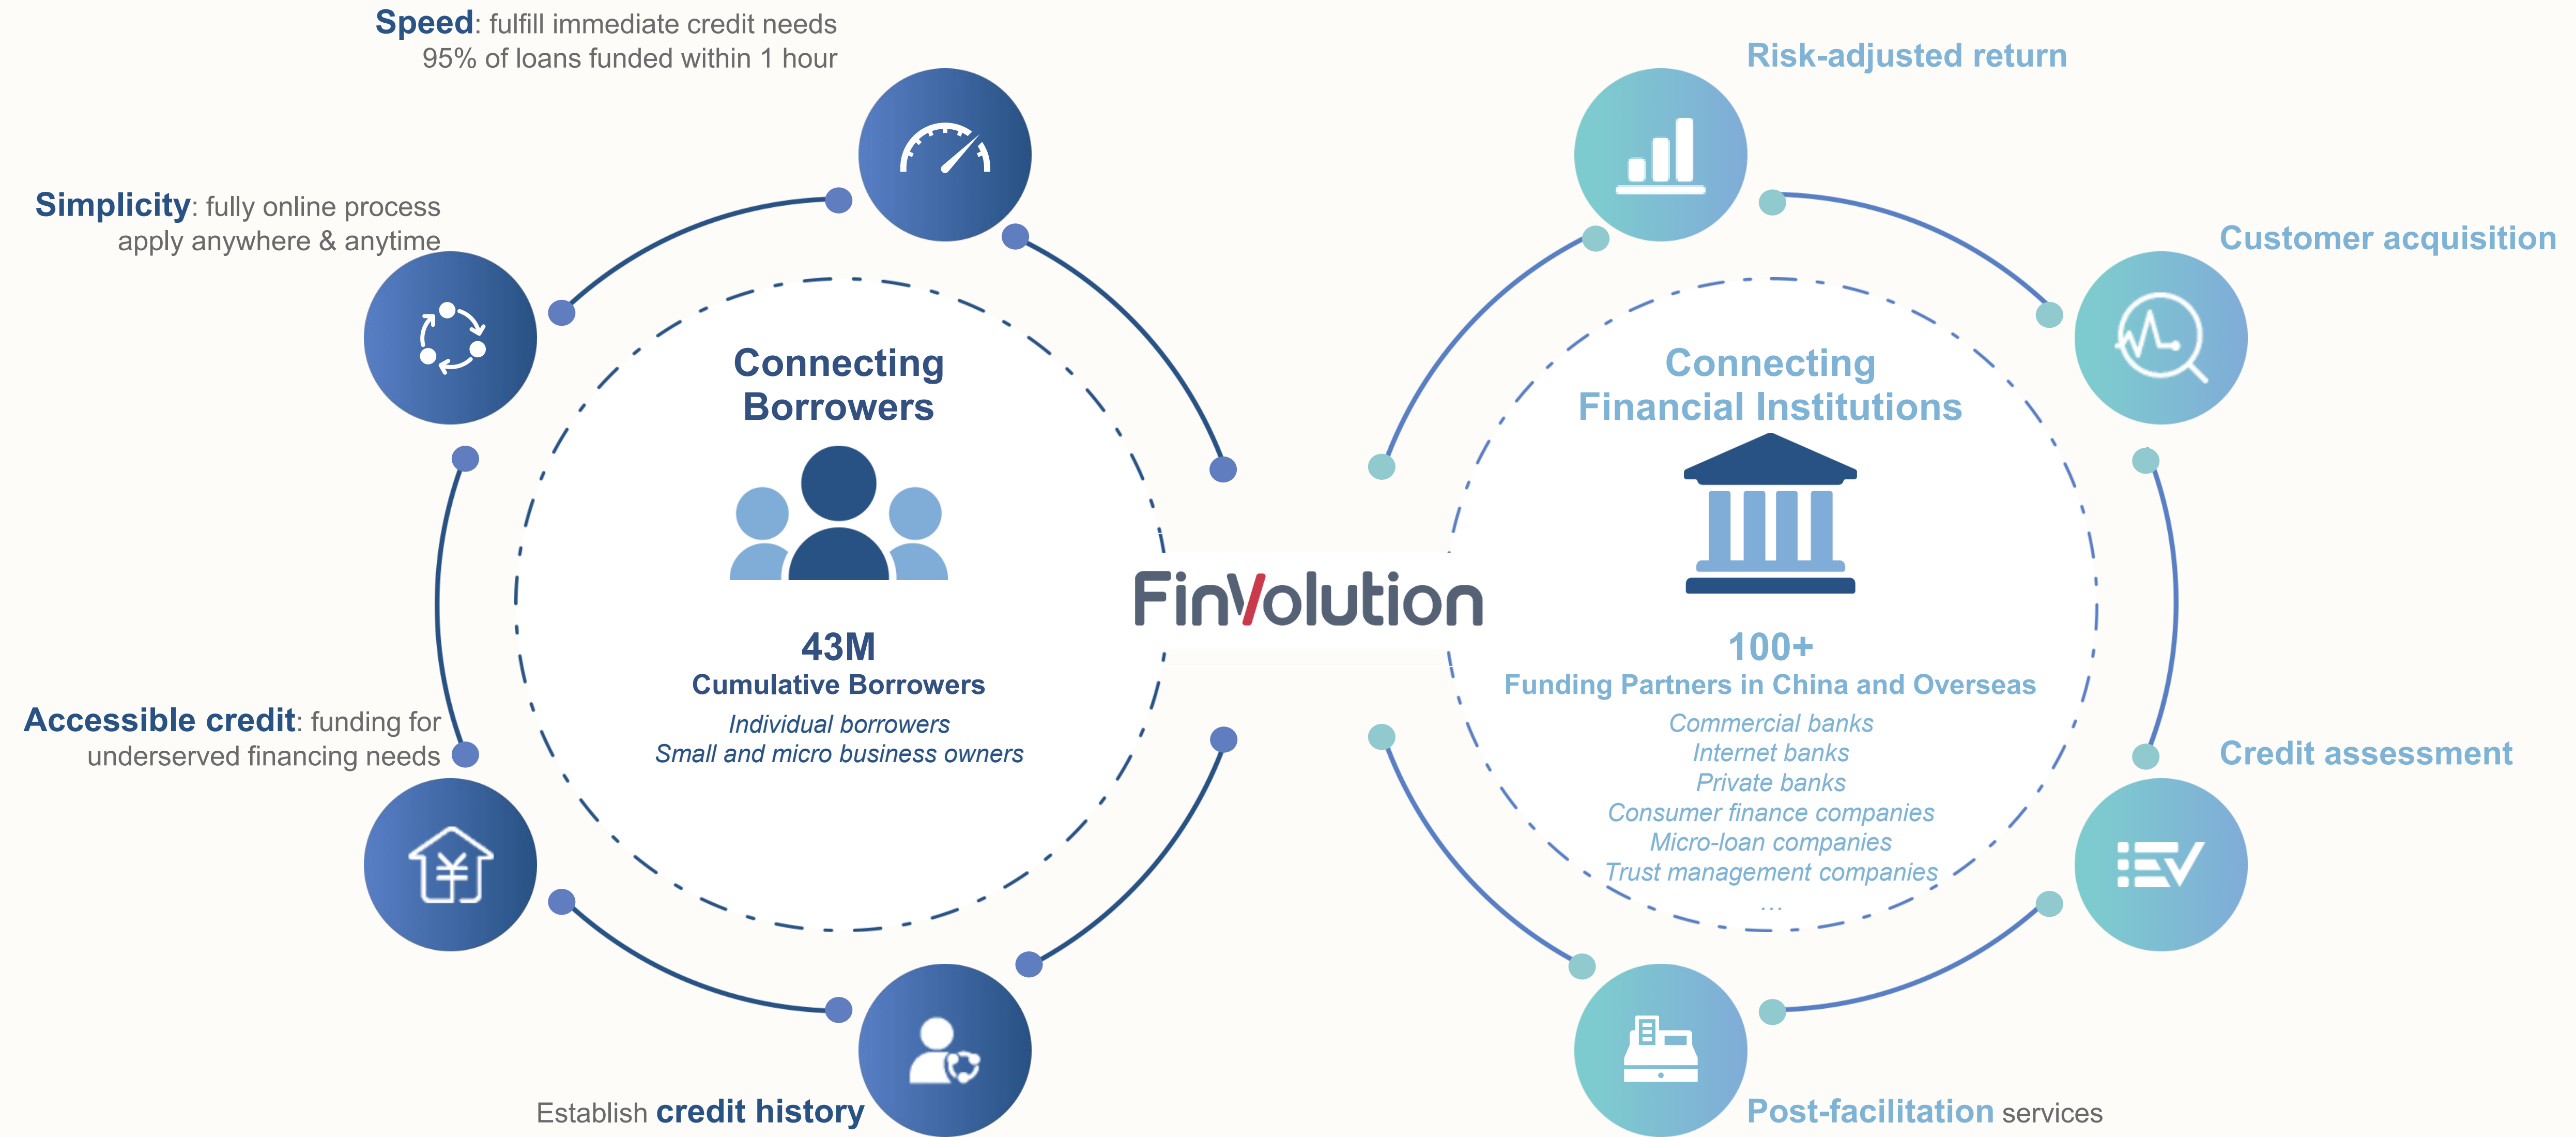 Speed: fulfill immediate credit needs
95% of loans funded within 1 hour
Simplicity: fully online process
apply anywhere & anytime
Accessible credit: funding for
underserved financing needs
Establish credit history
Connecting
Borrowers
43M
Cumulative Borrowers
Individual borrowers
Small and micro business owners
FinVolution
Connecting
Financial Institutions
100+
Funding Partners in China and Overseas
Commercial banks
Internet banks
Private banks
Consumer finance companies
Micro-loan companies
Trust management companies
...
Risk-adjusted return
Customer acquisition
Credit assessment
Post-facilitation services
¥